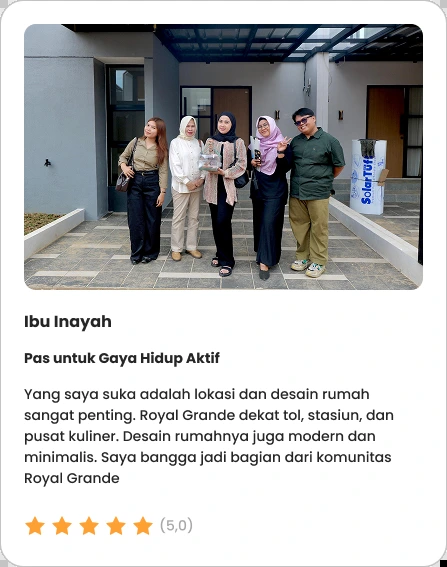 SolarTuff
Ibu Inayah
Pas untuk Gaya Hidup Aktif
Yang saya suka adalah lokasi dan desain rumah
sangat penting. Royal Grande dekat tol, stasiun, dan
pusat kuliner. Desain rumahnya juga modern dan
minimalis. Saya bangga jadi bagian dari komunitas
Royal Grande
(5,0)